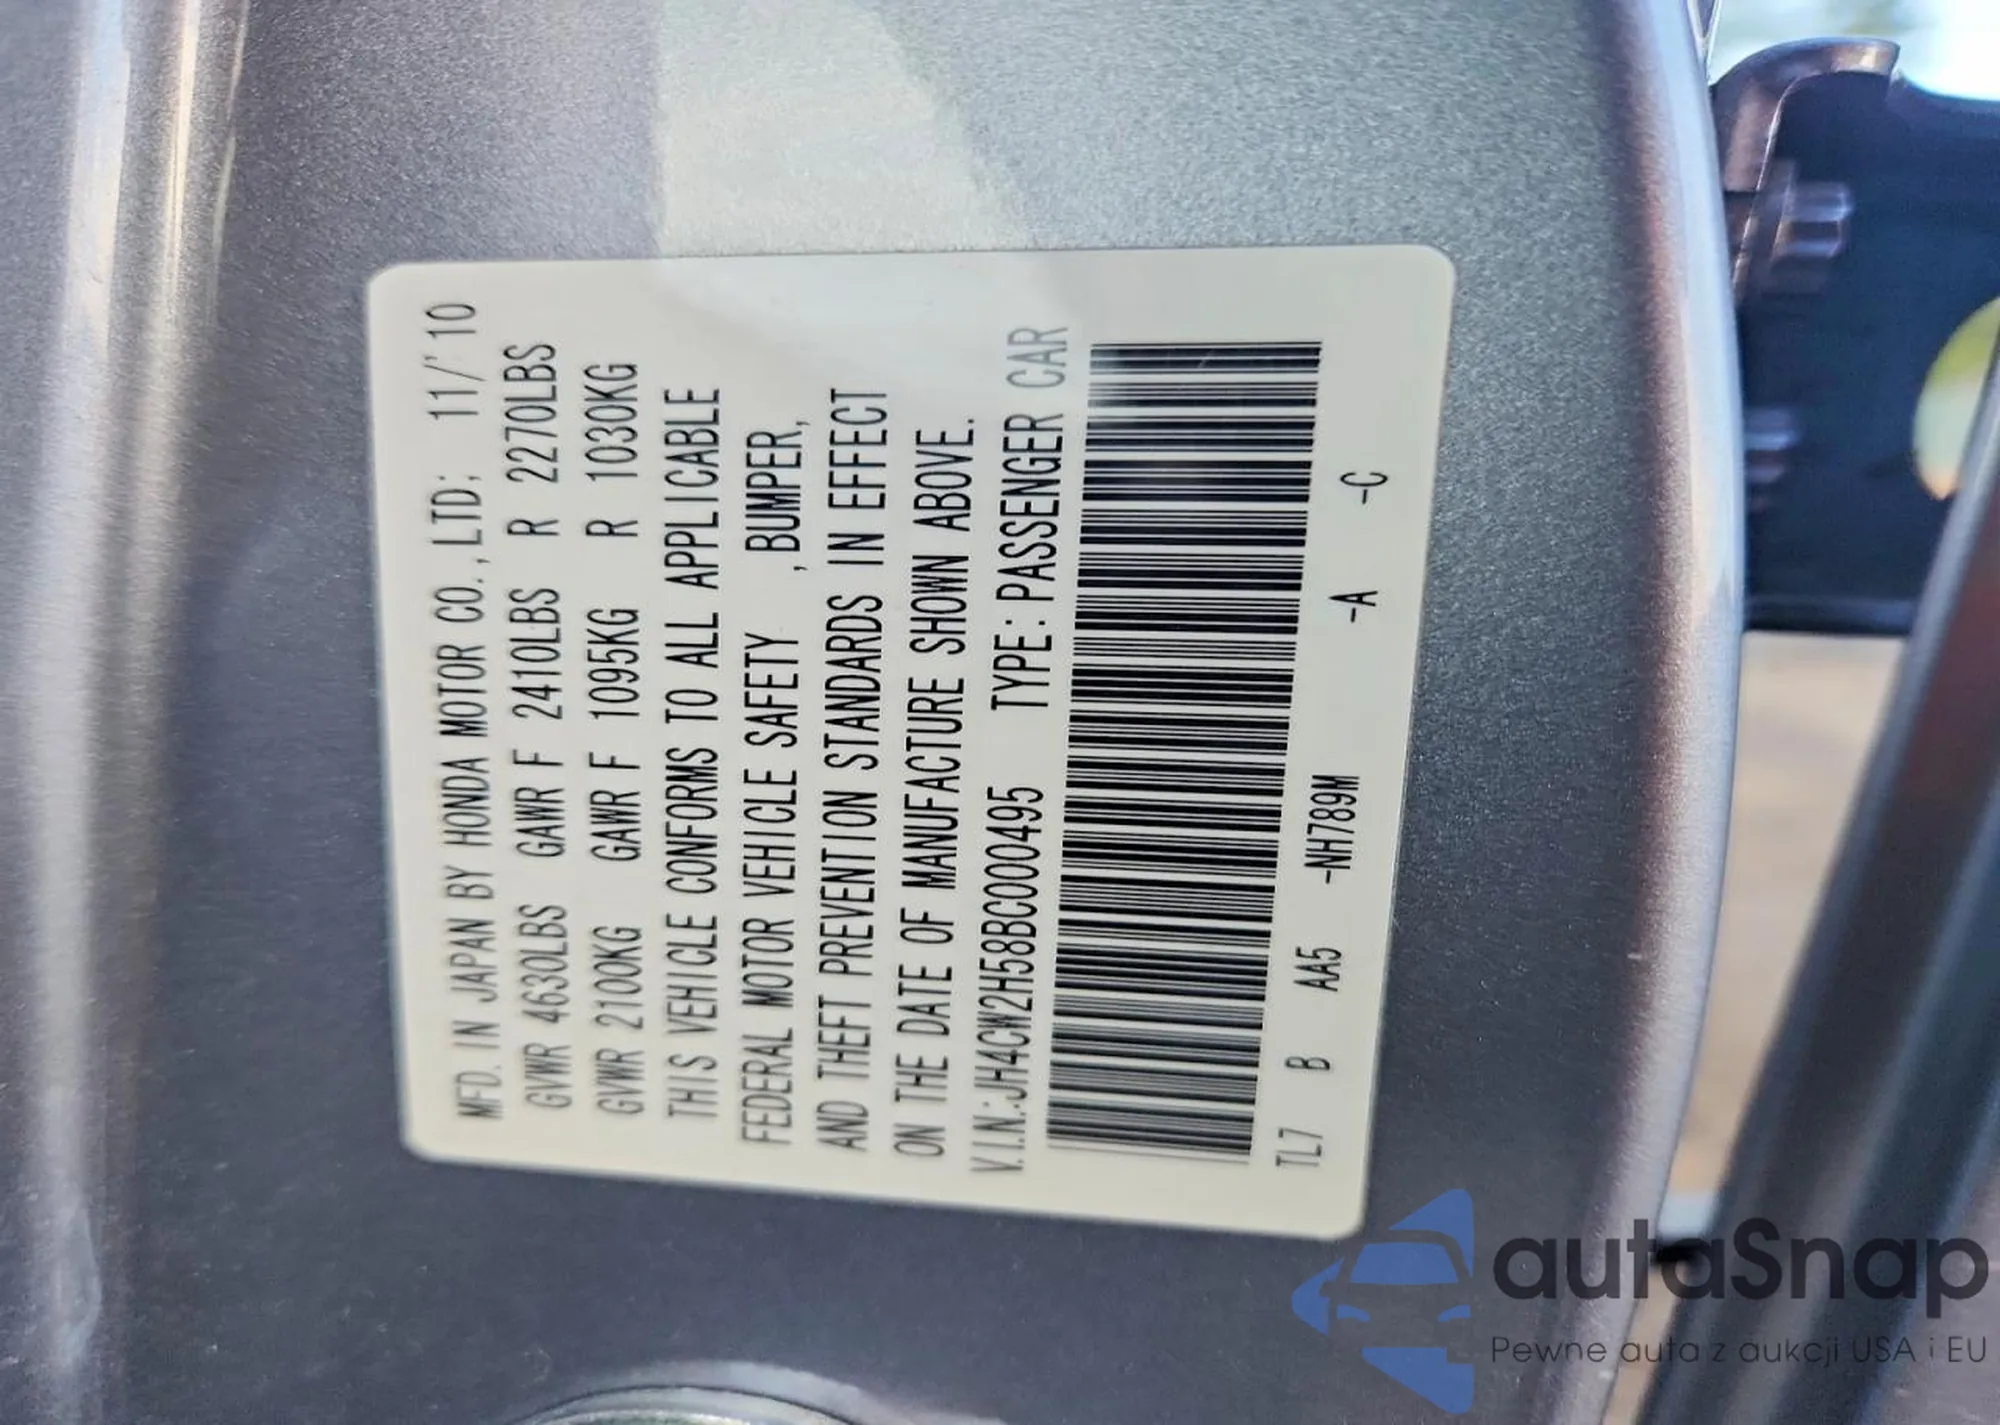 MFD. IN JAPAN BY HONDA MOTOR CO.,LTD; 11/'10
GVWR 4630LBS GAWR F 2410LBS R 2270LBS
GVWR 2100KG GAWR F 1095KG R 1030KG
THIS VEHICLE CONFORMS TO ALL APPLICABLE
FEDERAL MOTOR VEHICLE SAFETY ,BUMPER,
AND THEFT PREVENTION STANDARDS IN EFFECT
ON THE DATE OF MANUFACTURE SHOWN ABOVE.
V.I.N.:JH4CW2H58BC000495 TYPE:PASSENGER CAR
TL7 B AA5 -NH789M -A -C
autaSnap
Pewne auta z aukcji USA i EU